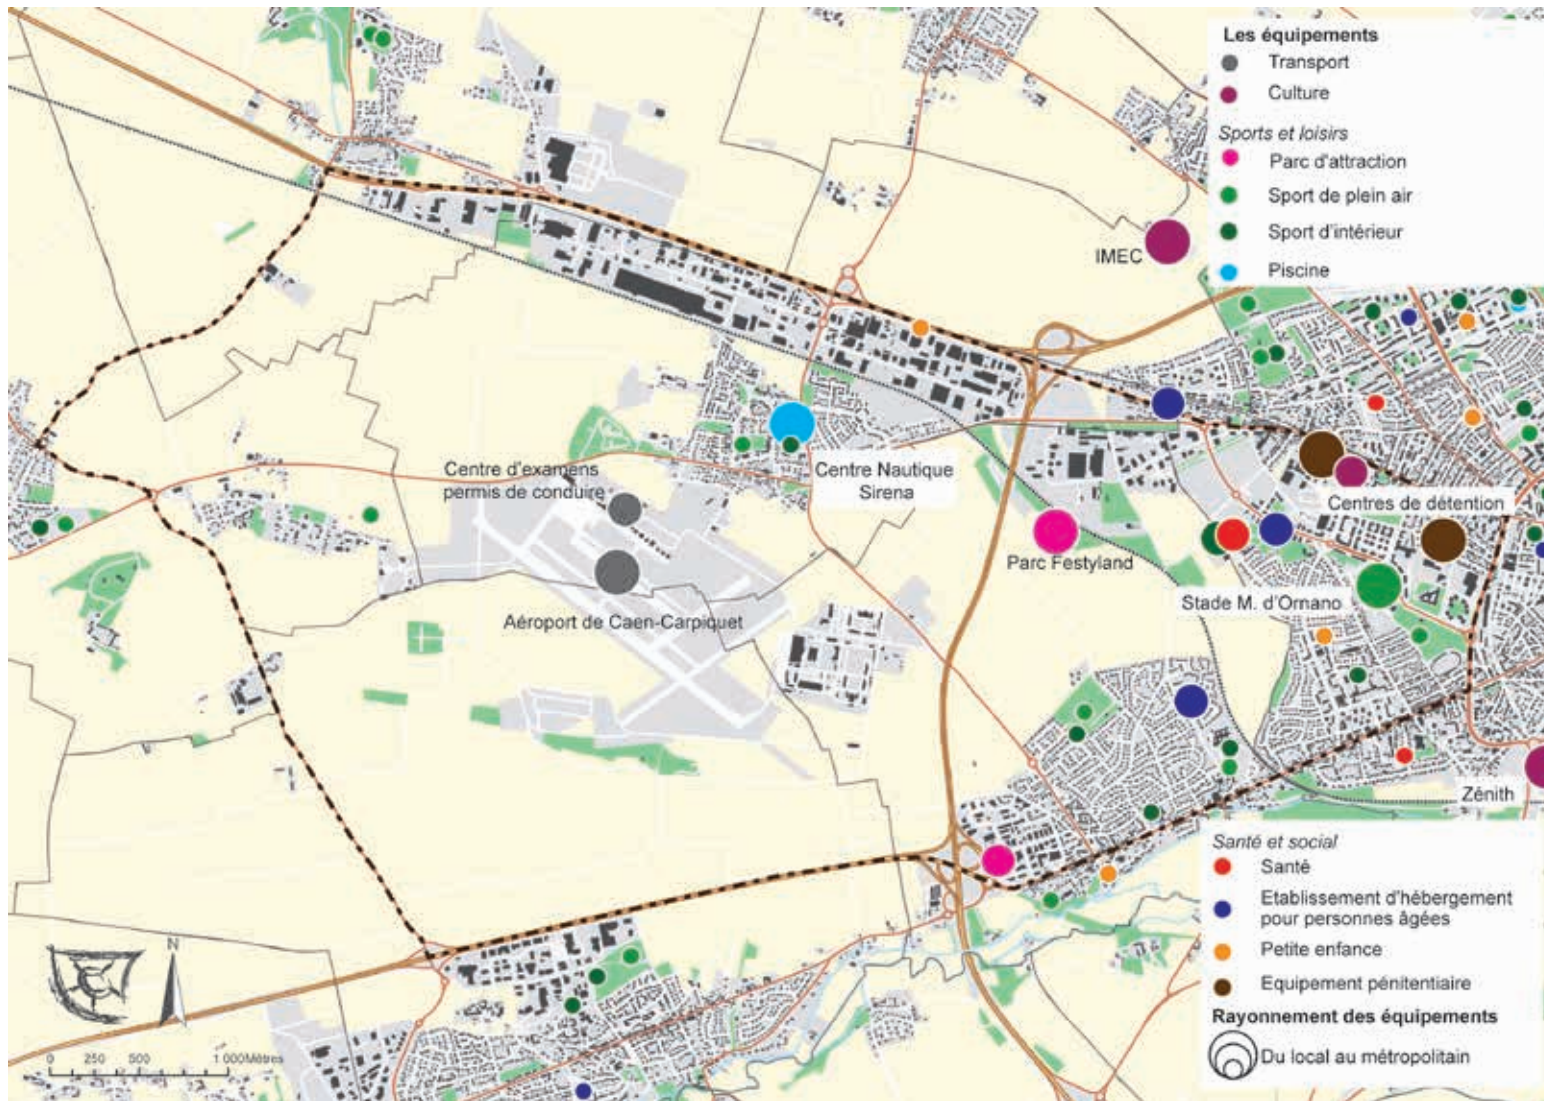 Les équipements
Transport
Culture
Sports et loisirs
Parc d'attraction
Sport de plein air
Sport d'intérieur
Piscine
IMEC
Centre d'examens
permis de conduire
Centre Nautique
Sirena
Centres de détention
Parc Festyland
Stade M. d'Ornano
Aéroport de Caen-Carpiquet
Zénith
Santé et social
Santé
Etablissement d'hébergement
pour personnes âgées
Petite enfance
Equipement pénitentiaire
Rayonnement des équipements
Du local au métropolitain
N
0 250 500 1 000 Mètres